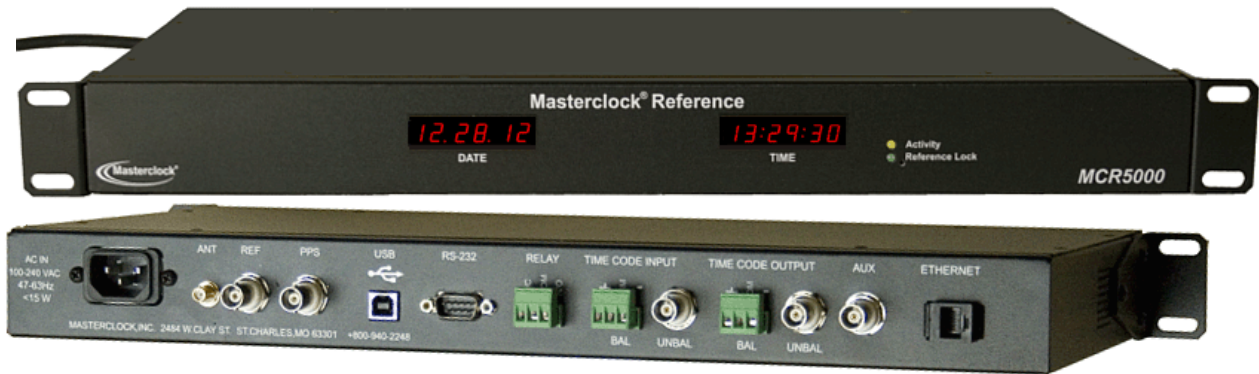 Masterclock® Reference
12.28.12
13:29:30
DATE
TIME
Activity
Reference Lock
Masterclock®
MCR5000
AC IN
100-240 VAC
47-63Hz
<15 W
ANT
REF
PPS
USB
RS-232
RELAY
TIME CODE INPUT
TIME CODE OUTPUT
AUX
ETHERNET
BAL
UNBAL
BAL
UNBAL
MASTERCLOCK,INC. 2484 W.CLAY ST. ST.CHARLES,MO 63301 +800-940-2248